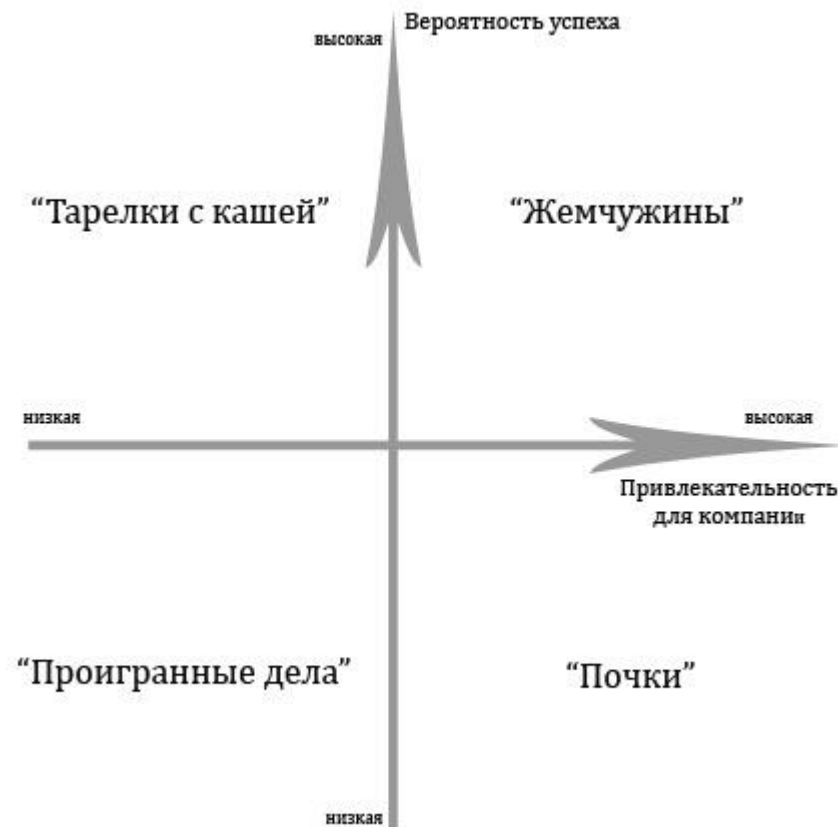 Вероятность успеха
высокая
“Тарелки с кашей”
“Жемчужины”
низкая
высокая
Привлекательность
для компании
“Проигранные дела”
“Почки”
низкая